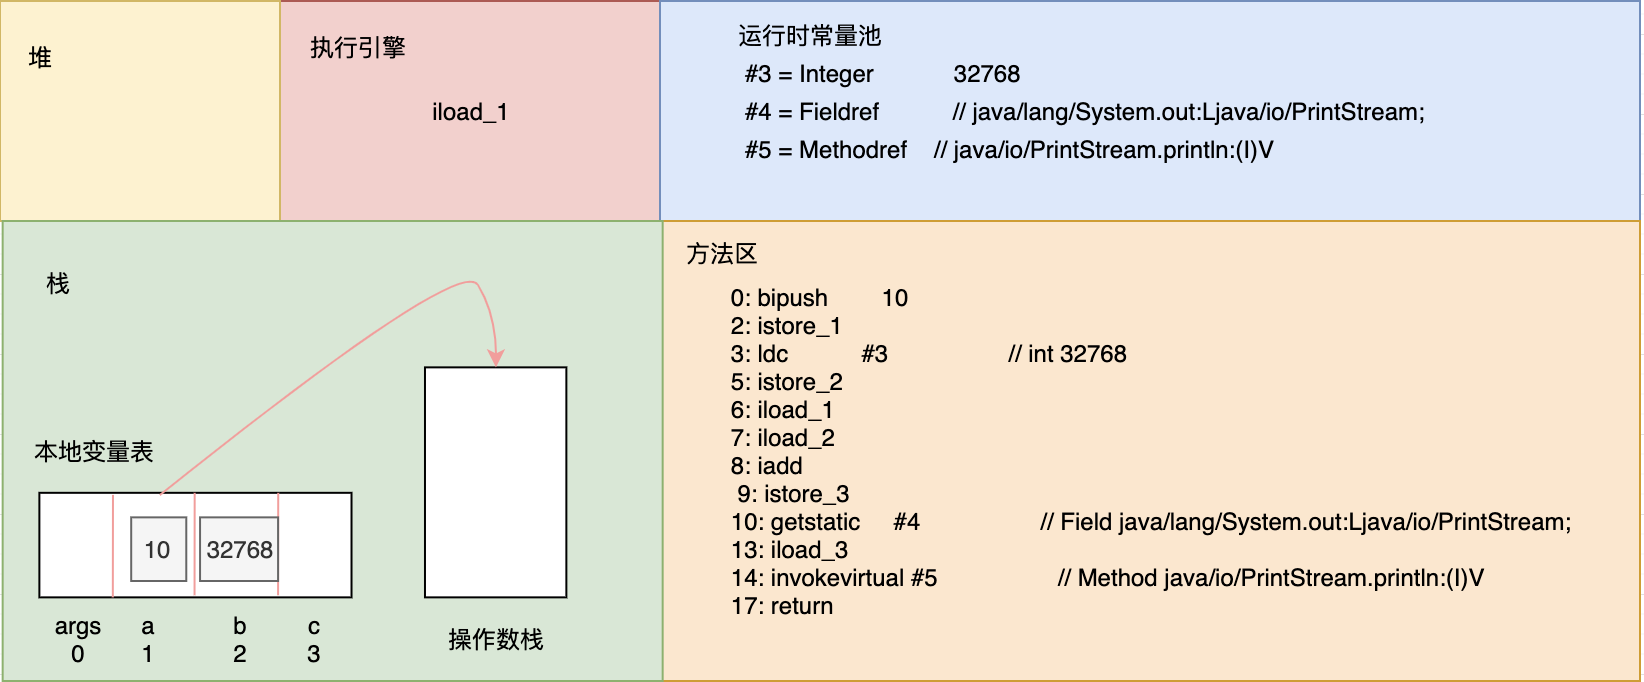 堆
执行引擎
iload_1
运行时常量池
#3 = Integer 32768
#4 = Fieldref // java/lang/System.out:Ljava/io/PrintStream;
#5 = Methodref // java/io/PrintStream.println:(I)V
栈
本地变量表
10 32768
args a b c
0 1 2 3
操作数栈
方法区
0: bipush 10
2: istore_1
3: ldc #3 // int 32768
5: istore_2
6: iload_1
7: iload_2
8: iadd
9: istore_3
10: getstatic #4 // Field java/lang/System.out:Ljava/io/PrintStream;
13: iload_3
14: invokevirtual #5 // Method java/io/PrintStream.println:(I)V
17: return